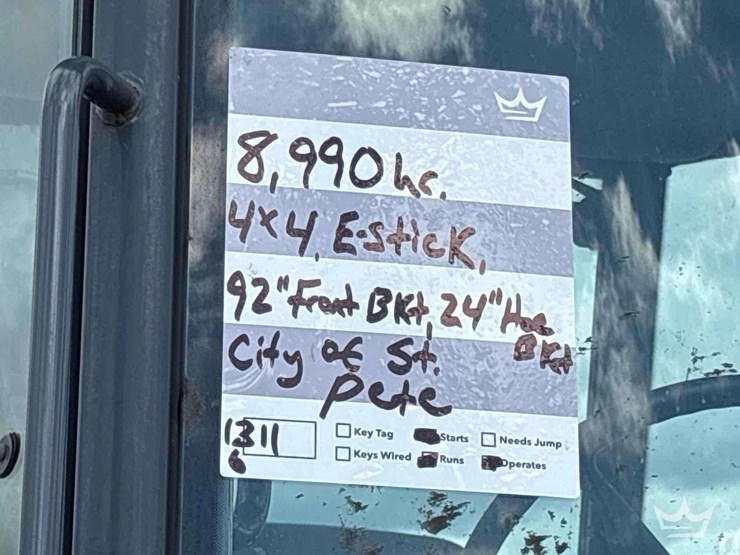 8,990 hr.
4x4, E-Stick,
92" Front BKt, 24" Hoe
BKt
City of St.
Pete
Key Tag Starts Needs Jump
Keys Wired Runs Operates